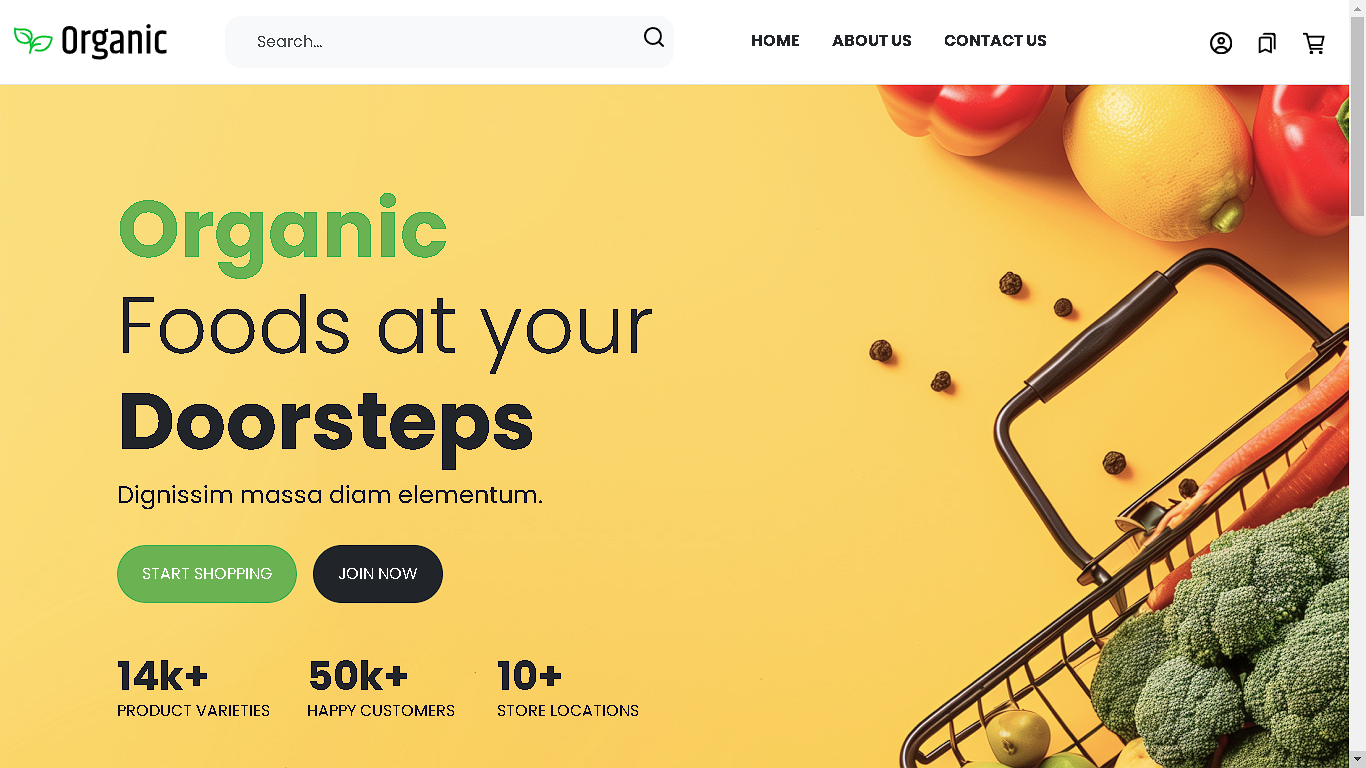 Organic
Search...
HOME ABOUT US CONTACT US
Organic
Foods at your
Doorsteps
Dignissim massa diam elementum.
START SHOPPING JOIN NOW
14k+ 50k+ 10+
PRODUCT VARIETIES HAPPY CUSTOMERS STORE LOCATIONS